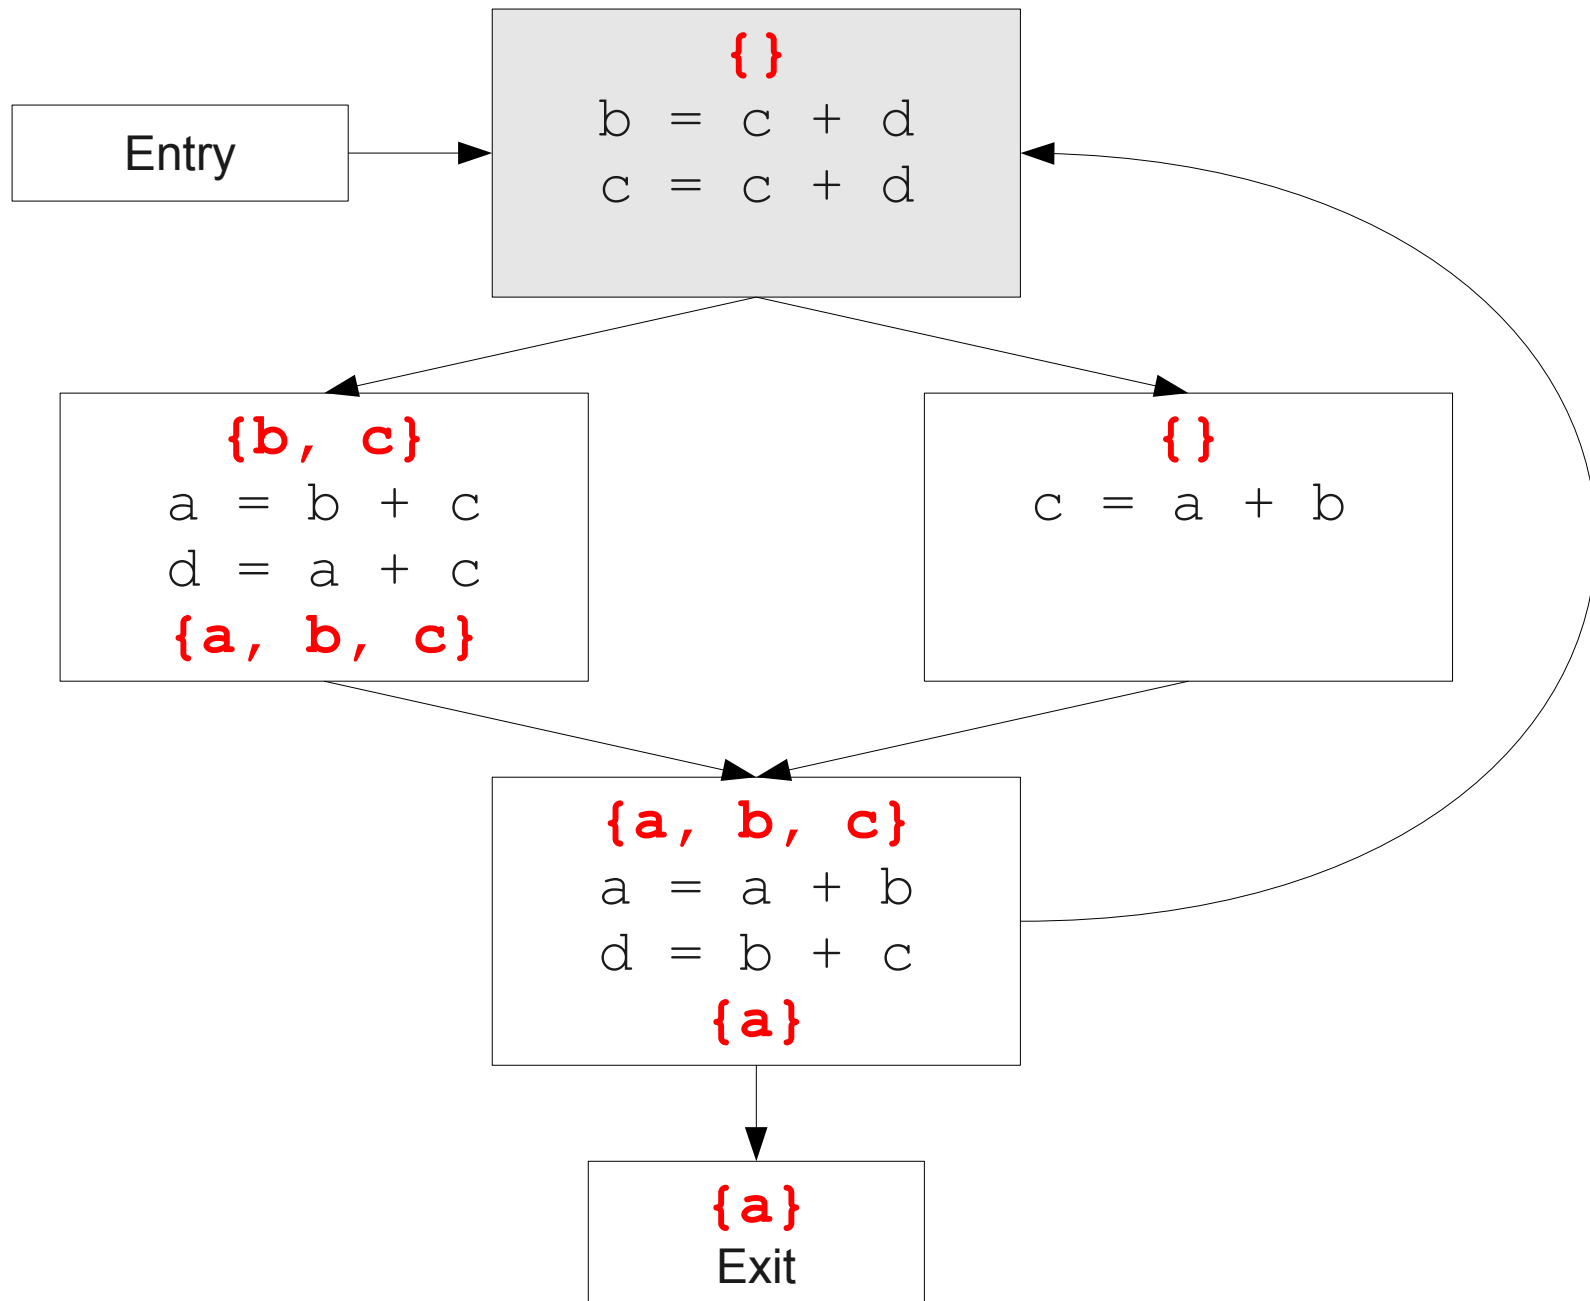 {}
b = c + d
c = c + d
Entry
{b, c}
a = b + c
d = a + c
{a, b, c}
{}
c = a + b
{a, b, c}
a = a + b
d = b + c
{a}
{a}
Exit